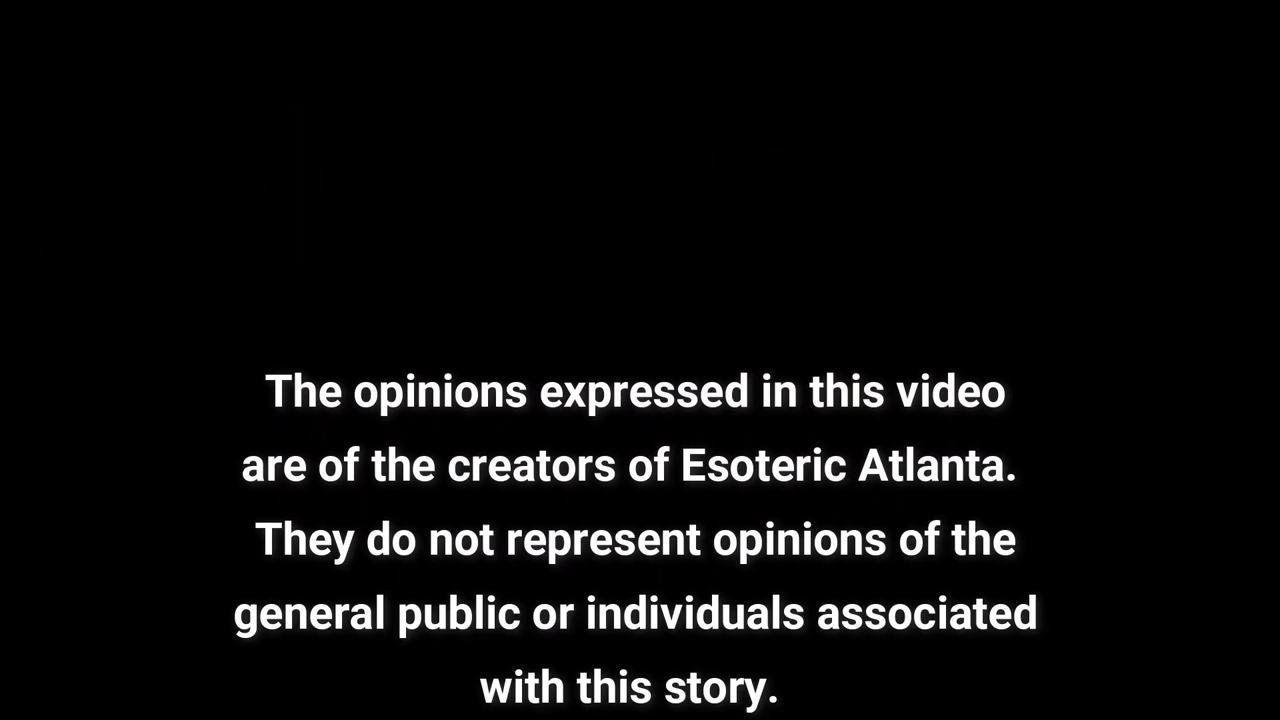 The opinions expressed in this video
are of the creators of Esoteric Atlanta.
They do not represent opinions of the
general public or individuals associated
with this story.